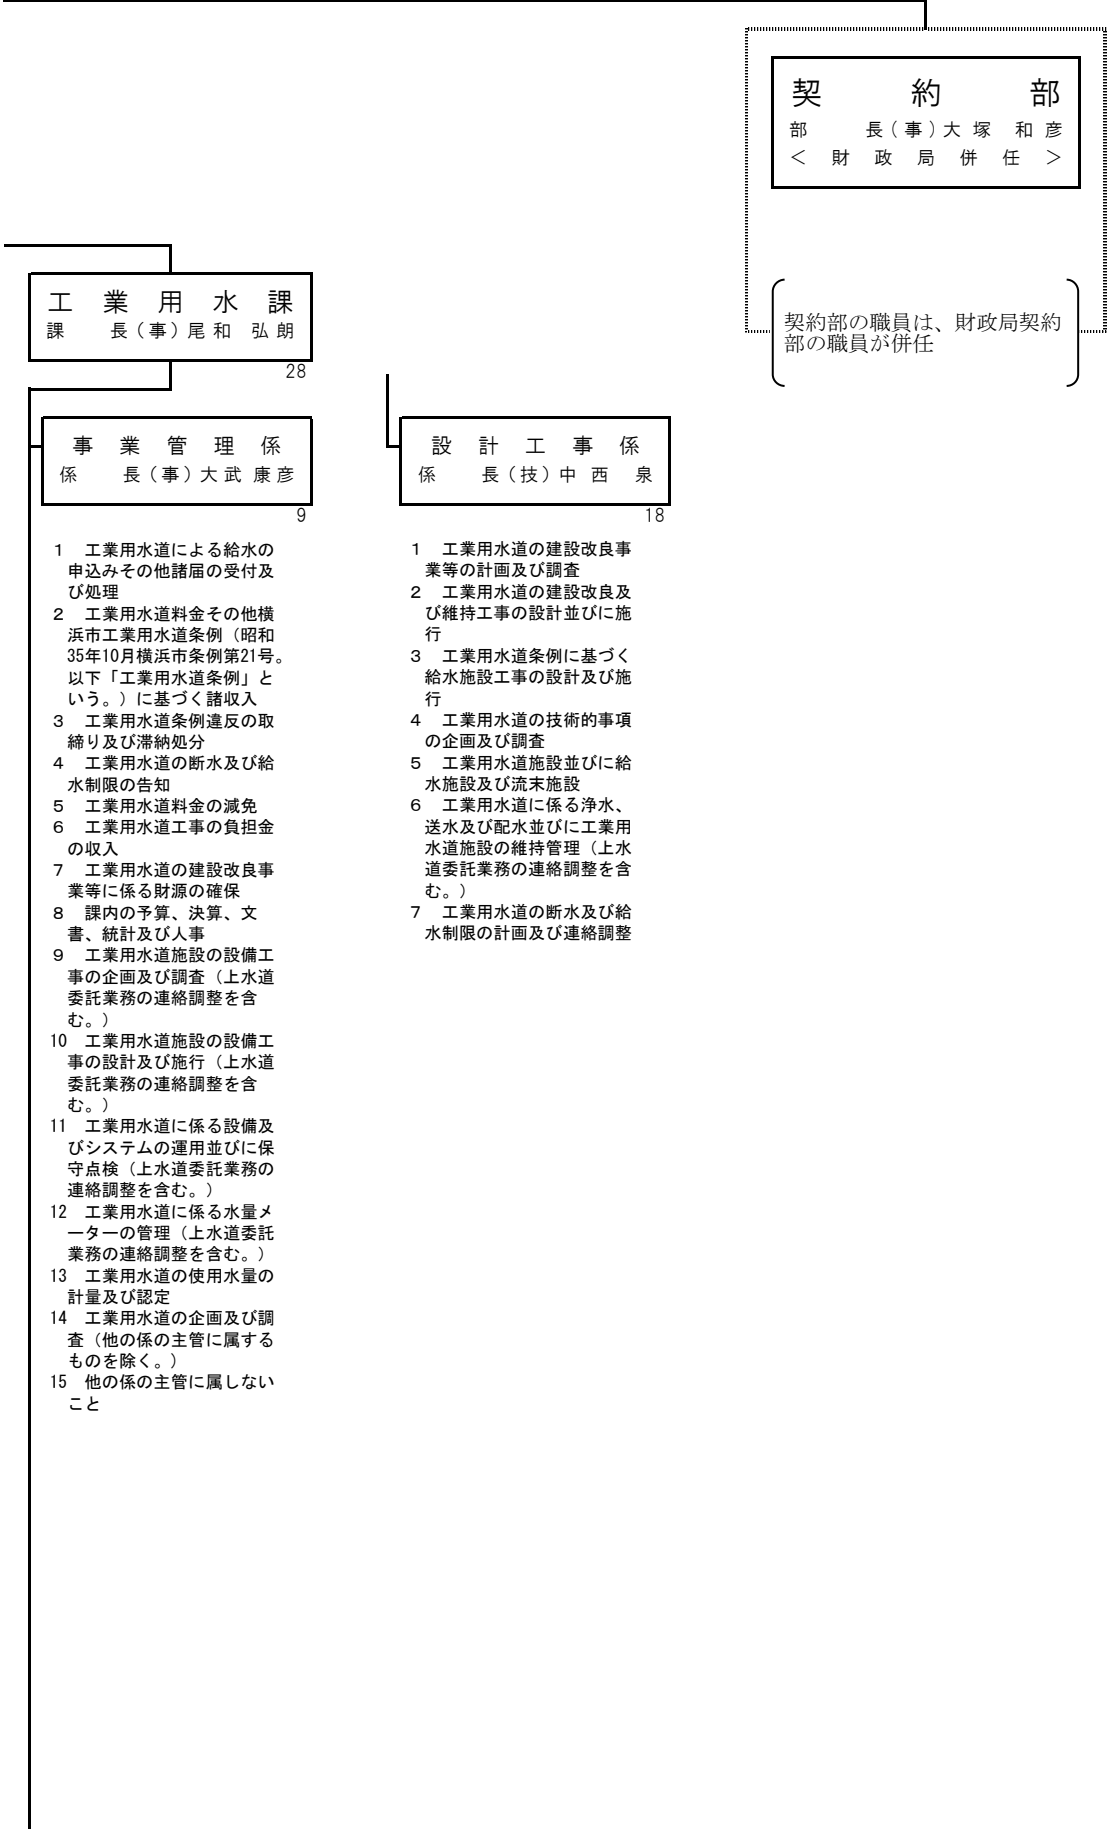 契約部
部長(事)大塚 和彦
＜財政局併任＞
契約部の職員は、財政局契約
部の職員が併任
工業用水課
課長(事)尾和 弘朗
28
事業管理係
係長(事)大武 康彦
9
1　工業用水道による給水の
申込みその他諸届の受付及
び処理
2　工業用水道料金その他横
浜市工業用水道条例（昭和
35年10月横浜市条例第21号。
以下「工業用水道条例」と
いう。）に基づく諸収入
3　工業用水道条例違反の取
締り及び滞納処分
4　工業用水道の断水及び給
水制限の告知
5　工業用水道料金の減免
6　工業用水道工事の負担金
の収入
7　工業用水道の建設改良事
業等に係る財源の確保
8　課内の予算、決算、文
書、統計及び人事
9　工業用水道施設の設備工
事の企画及び調査（上水道
委託業務の連絡調整を含
む。）
10　工業用水道施設の設備工
事の設計及び施行（上水道
委託業務の連絡調整を含
む。）
11　工業用水道に係る設備及
びシステムの運用並びに保
守点検（上水道委託業務の
連絡調整を含む。）
12　工業用水道に係る水量メ
ーターの管理（上水道委託
業務の連絡調整を含む。）
13　工業用水道の使用水量の
計量及び認定
14　工業用水道の企画及び調
査（他の係の主管に属する
ものを除く。）
15　他の係の主管に属しない
こと
設計工事係
係長(技)中西 泉
18
1　工業用水道の建設改良事
業等の計画及び調査
2　工業用水道の建設改良及
び維持工事の設計並びに施
行
3　工業用水道条例に基づく
給水施設工事の設計及び施
行
4　工業用水道の技術的事項
の企画及び調査
5　工業用水道施設並びに給
水施設及び流末施設
6　工業用水道に係る浄水、
送水及び配水並びに工業用
水道施設の維持管理（上水
道委託業務の連絡調整を含
む。）
7　工業用水道の断水及び給
水制限の計画及び連絡調整